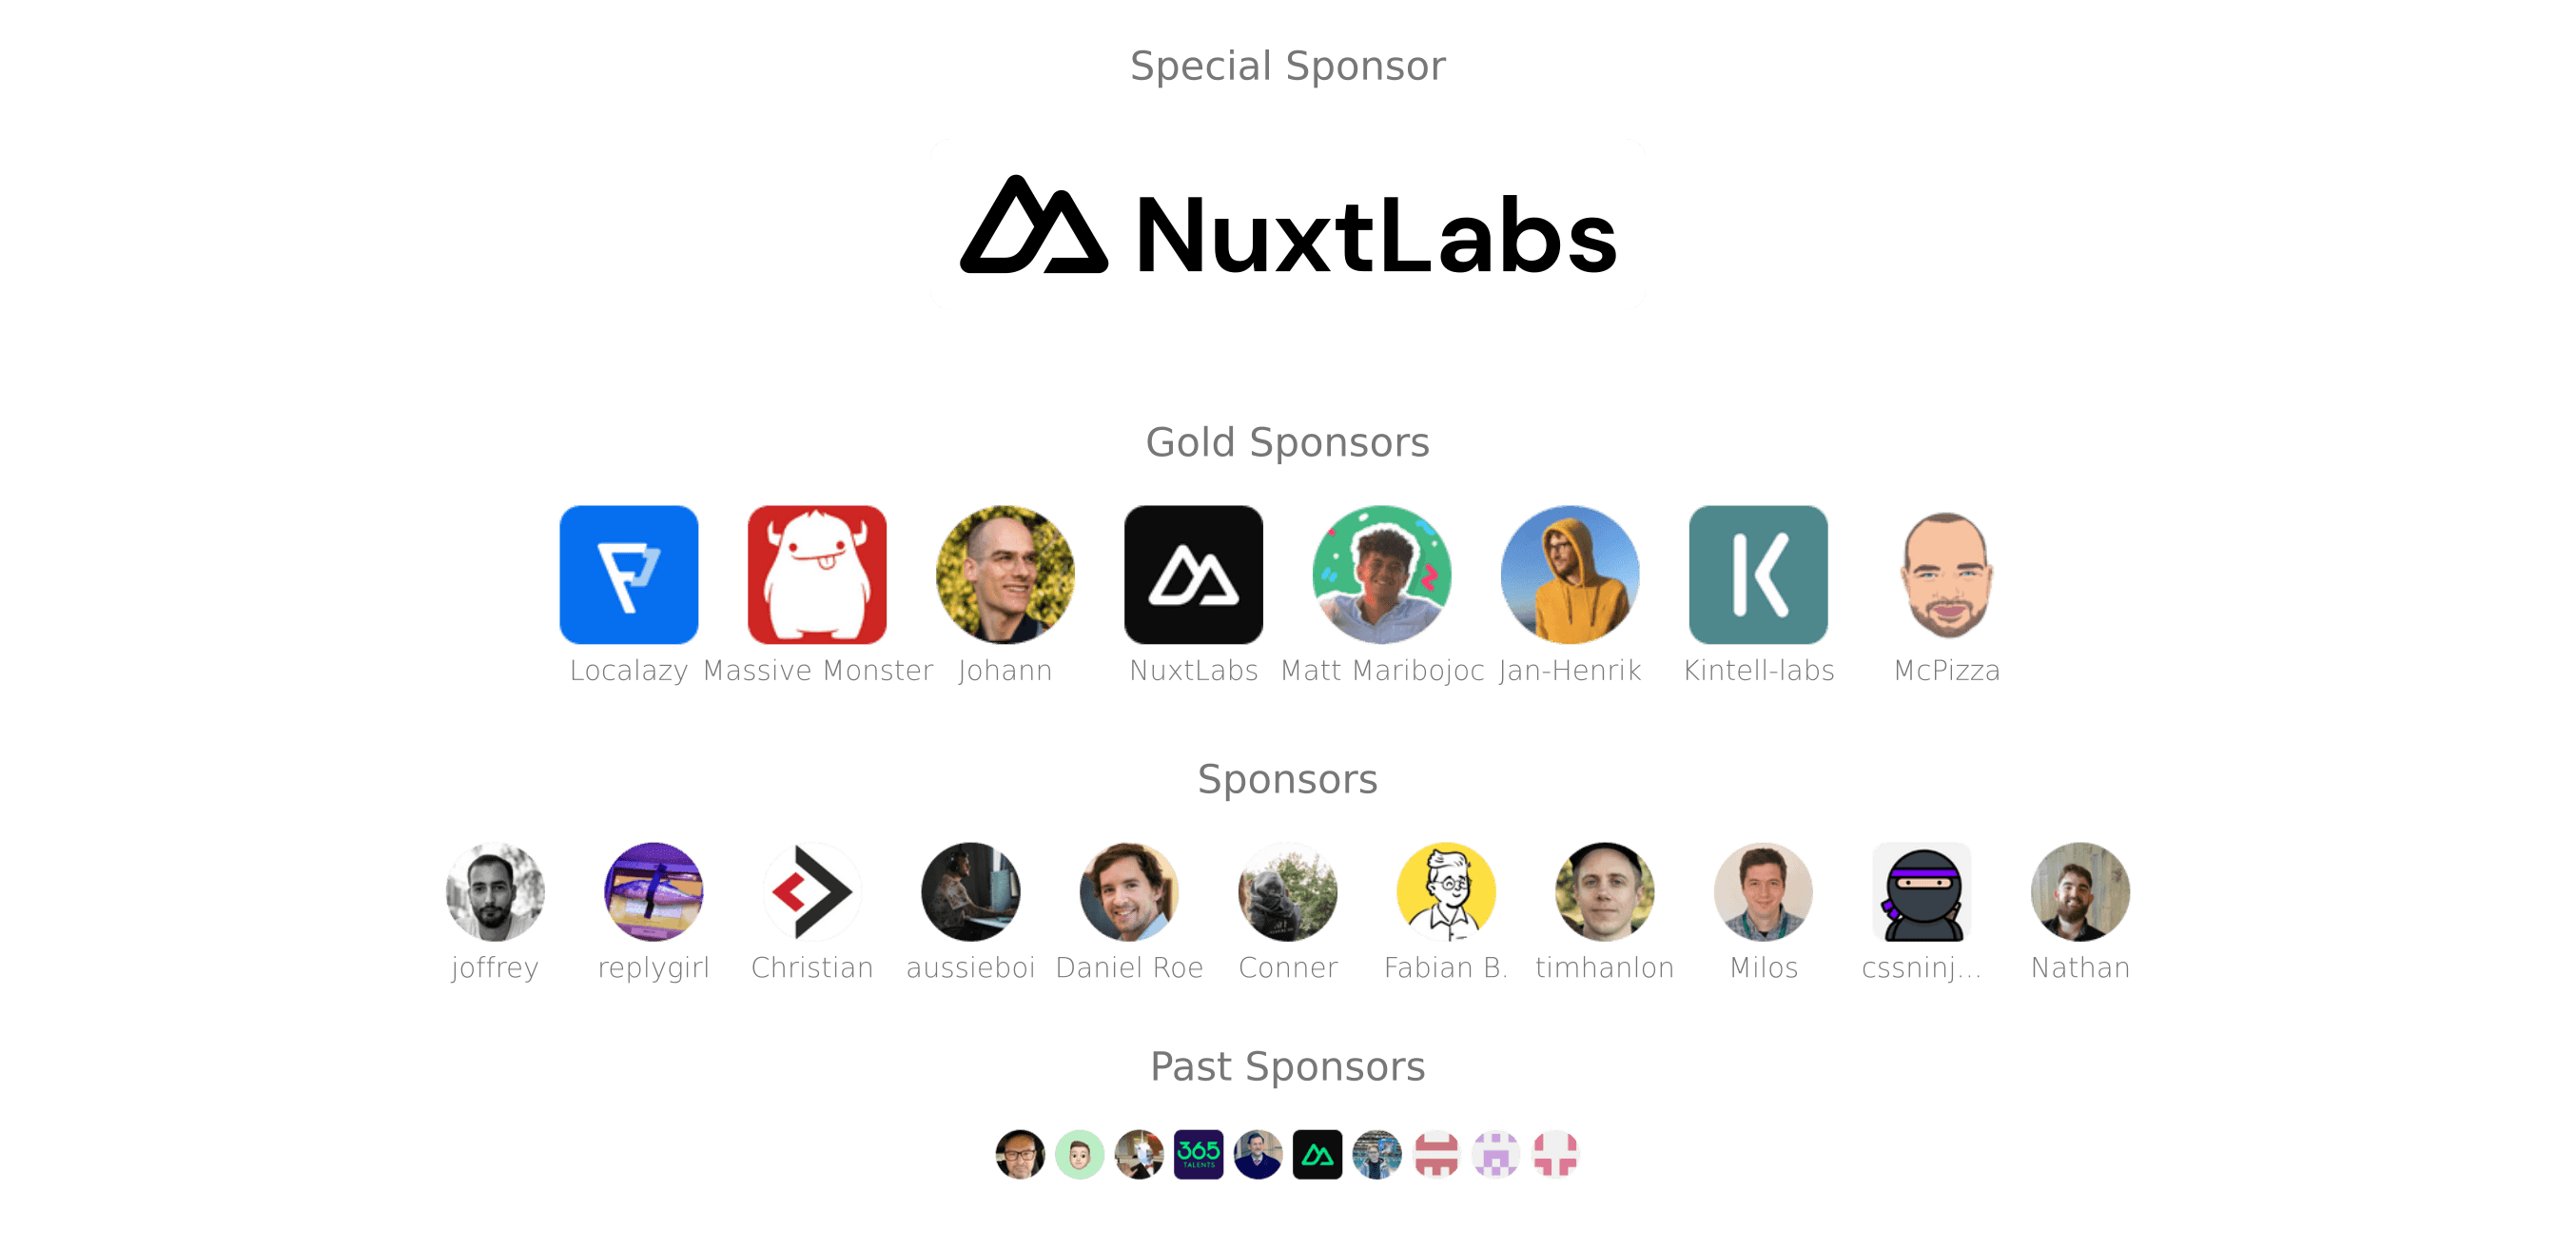 Special Sponsor
NuxtLabs
Gold Sponsors
Localazy Massive Monster Johann NuxtLabs Matt Maribojoc Jan-Henrik Kintell-labs McPizza
Sponsors
joffrey replygirl Christian aussieboi Daniel Roe Conner Fabian B. timhanlon Milos cssninj... Nathan
Past Sponsors
365
TALENTS